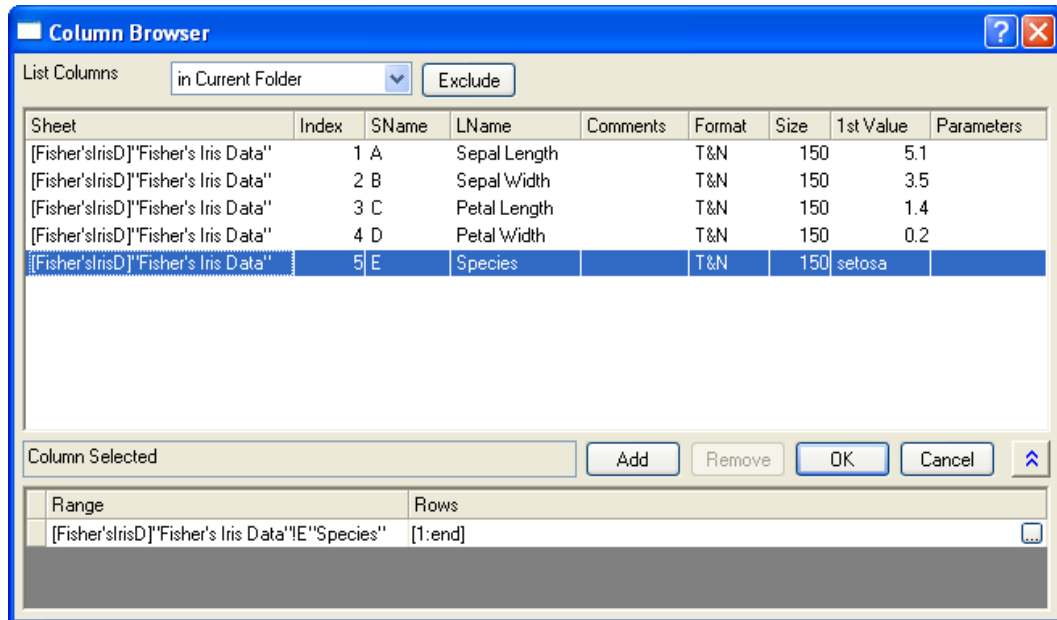 Column Browser
List Columns in Current Folder Exclude
Sheet Index SName LName Comments Format Size 1st Value Parameters
[Fisher'sIrisD]"Fisher's Iris Data" 1 A Sepal Length T&N 150 5.1
[Fisher'sIrisD]"Fisher's Iris Data" 2 B Sepal Width T&N 150 3.5
[Fisher'sIrisD]"Fisher's Iris Data" 3 C Petal Length T&N 150 1.4
[Fisher'sIrisD]"Fisher's Iris Data" 4 D Petal Width T&N 150 0.2
[Fisher'sIrisD]"Fisher's Iris Data" 5 E Species T&N 150 setosa
Column Selected Add Remove OK Cancel
Range Rows
[Fisher'sIrisD]"Fisher's Iris Data"!E"Species" [1:end] ...